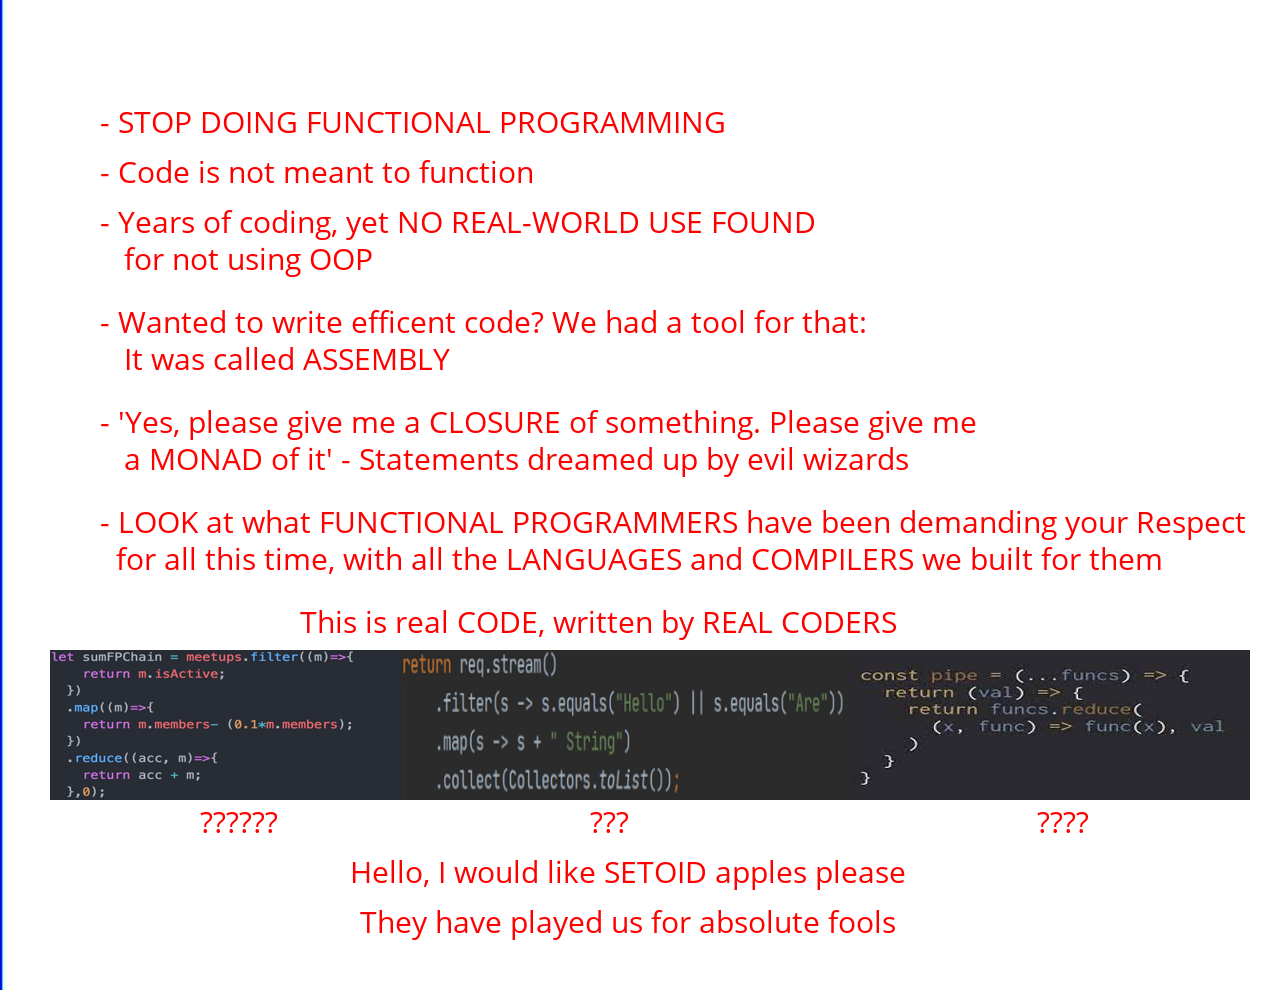 - STOP DOING FUNCTIONAL PROGRAMMING
- Code is not meant to function
- Years of coding, yet NO REAL-WORLD USE FOUND
for not using OOP
- Wanted to write efficent code? We had a tool for that:
It was called ASSEMBLY
- 'Yes, please give me a CLOSURE of something. Please give me
a MONAD of it' - Statements dreamed up by evil wizards
- LOOK at what FUNCTIONAL PROGRAMMERS have been demanding your Respect
for all this time, with all the LANGUAGES and COMPILERS we built for them
This is real CODE, written by REAL CODERS
let sumFPChain = meetups.filter((m)=>{
return m.isActive;
})
.map((m)=>{
return m.members- (0.1*m.members);
})
.reduce((acc, m)=>{
return acc + m;
},0);
return req.stream()
.filter(s -> s.equals("Hello") || s.equals("Are"))
.map(s -> s + " String")
.collect(Collectors.toList());
const pipe = (...funcs) => {
return (val) => {
return funcs.reduce(
(x, func) => func(x), val
)
}
}
??????
???
????
Hello, I would like SETOID apples please
They have played us for absolute fools